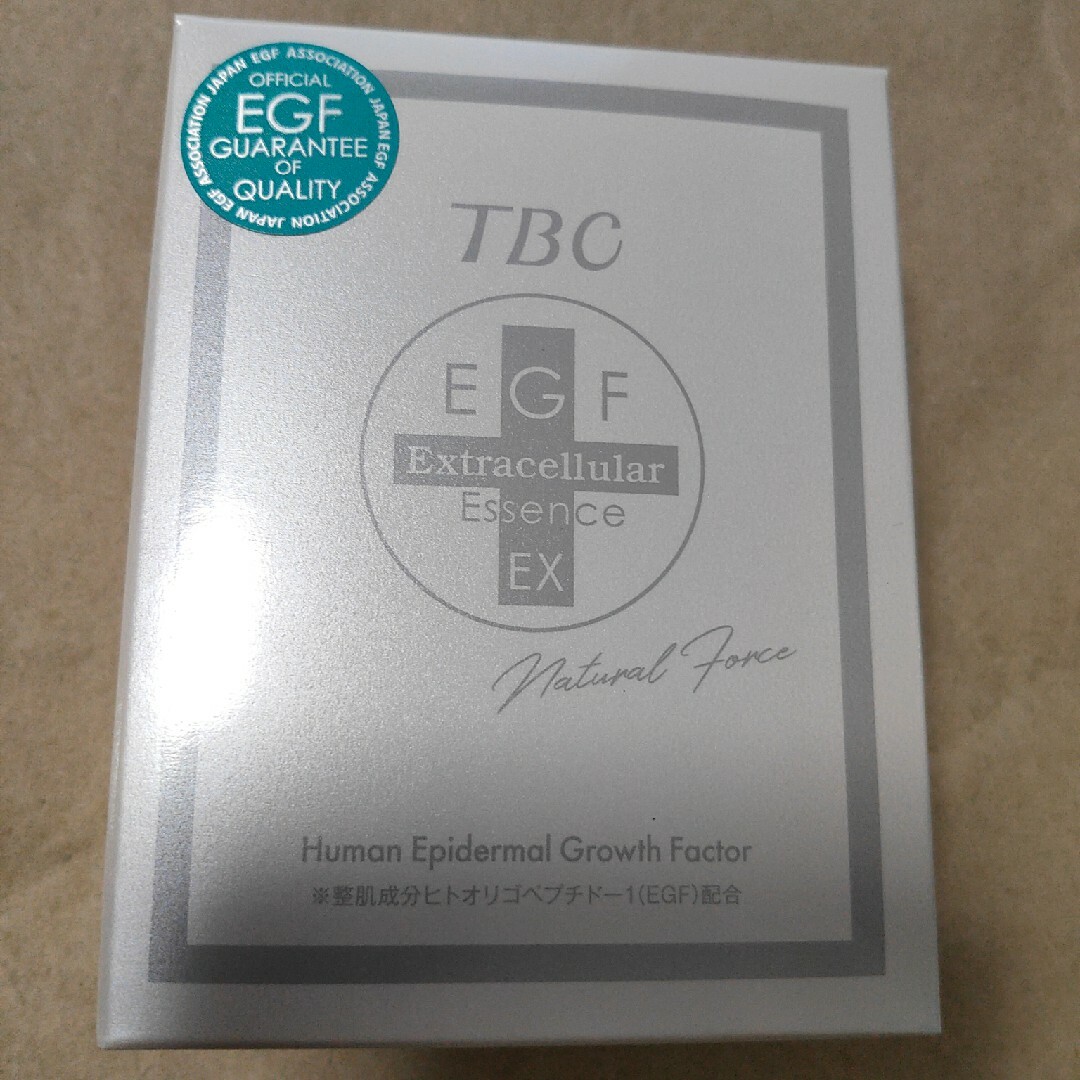 JAPAN EGF ASSOCIATION JAPAN EGF ASSOCIATION JAPAN EGF ASSOCIATION
OFFICIAL
EGF
GUARANTEE
OF
QUALITY
TBC
EGF
Extracellular
Essence
EX
Natural Force
Human Epidermal Growth Factor
※整肌成分ヒトオリゴペプチドー1(EGF)配合